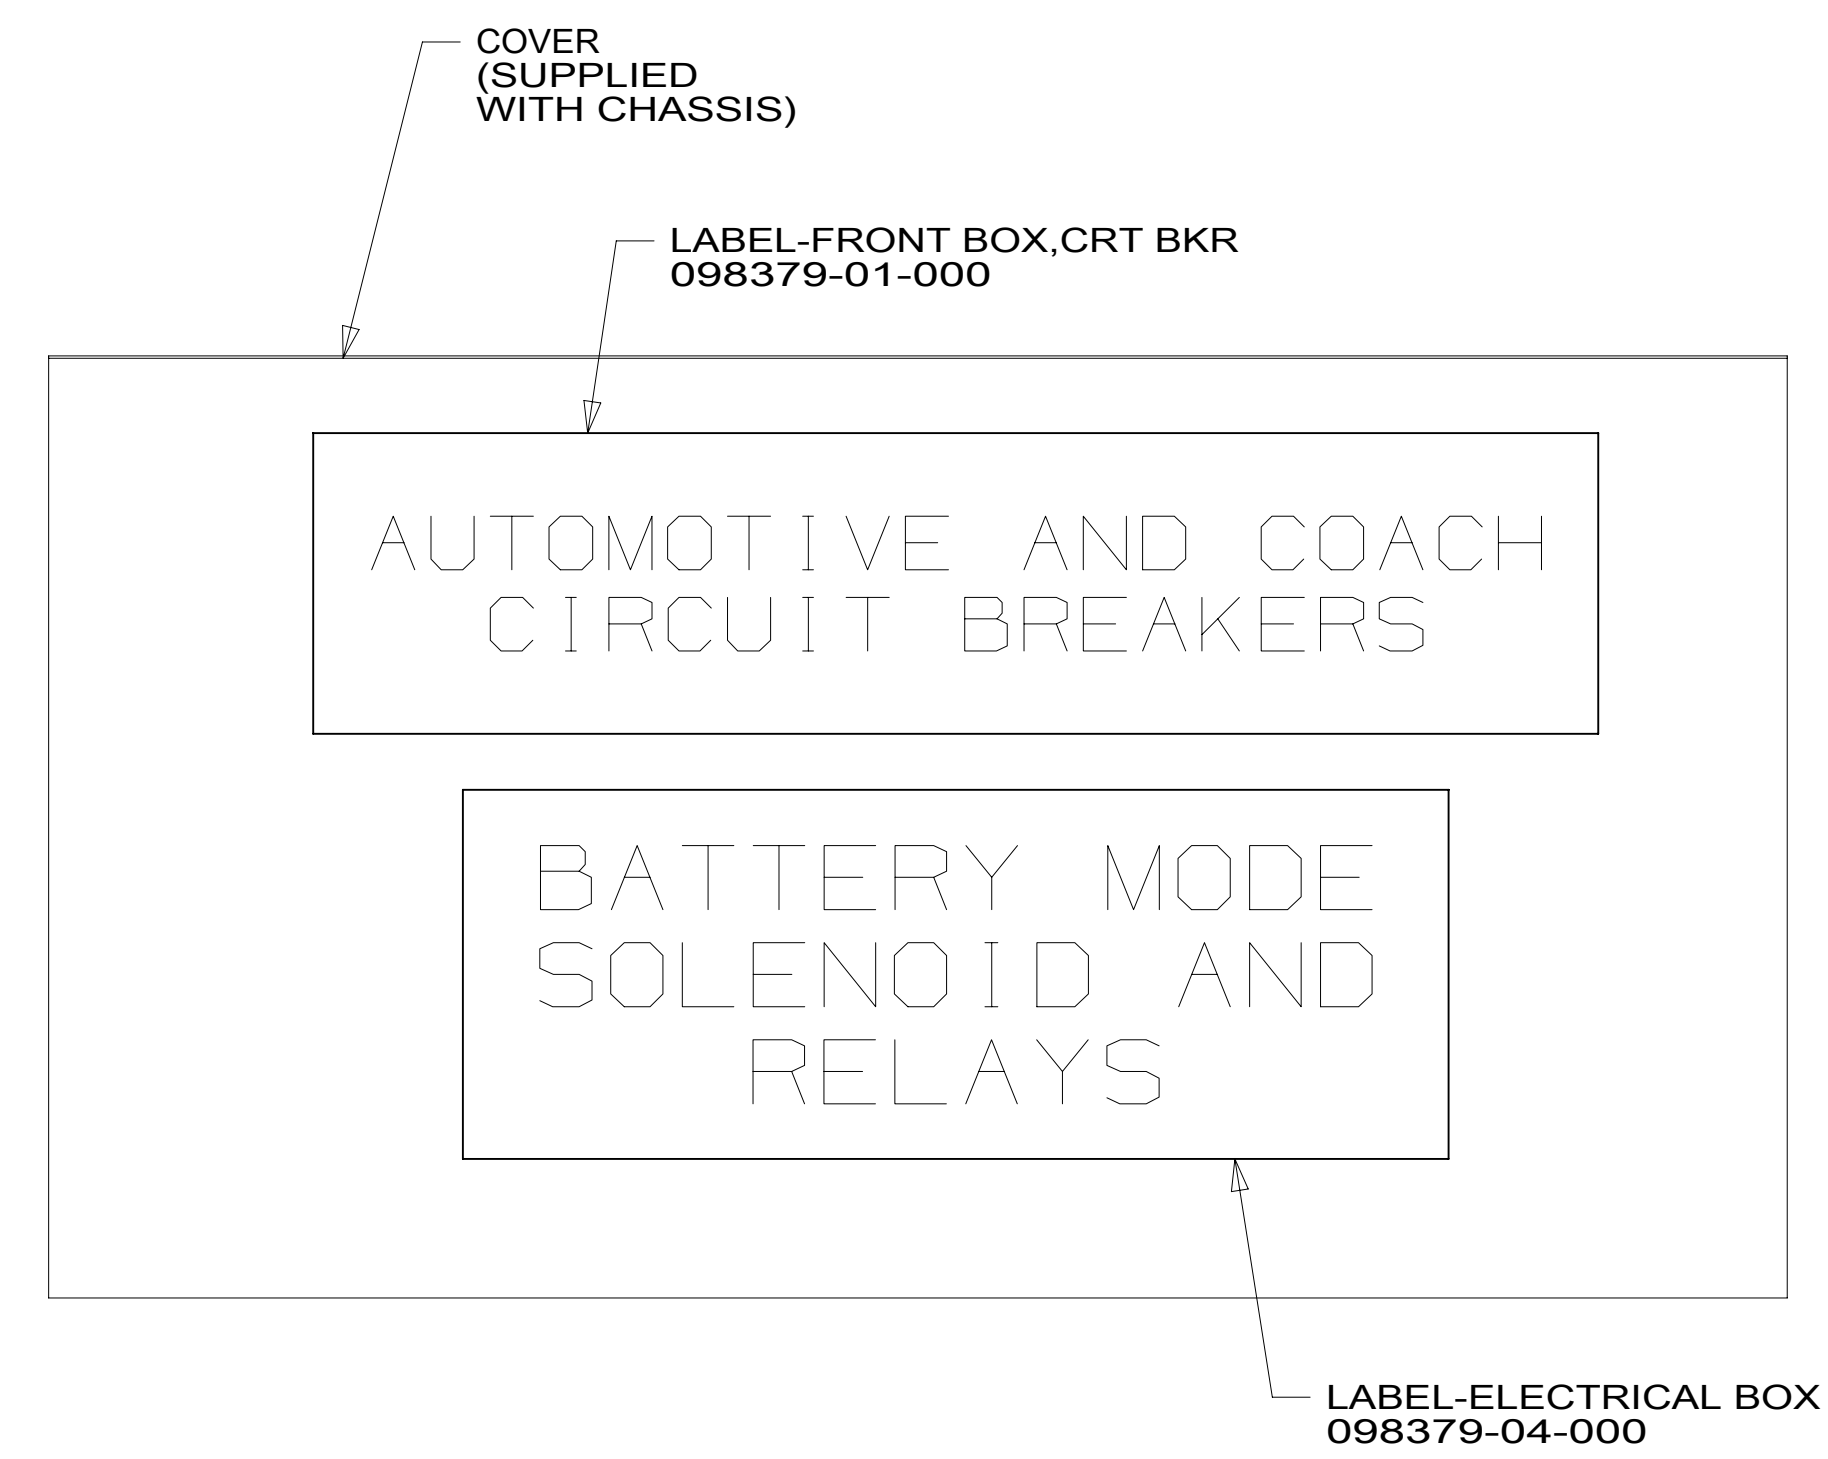 COVER
(SUPPLIED
WITH CHASSIS)
LABEL-FRONT BOX,CRT BKR
098379-01-000
AUTOMOTIVE AND COACH
CIRCUIT BREAKERS
BATTERY MODE
SOLENOID AND
RELAYS
LABEL-ELECTRICAL BOX
098379-04-000